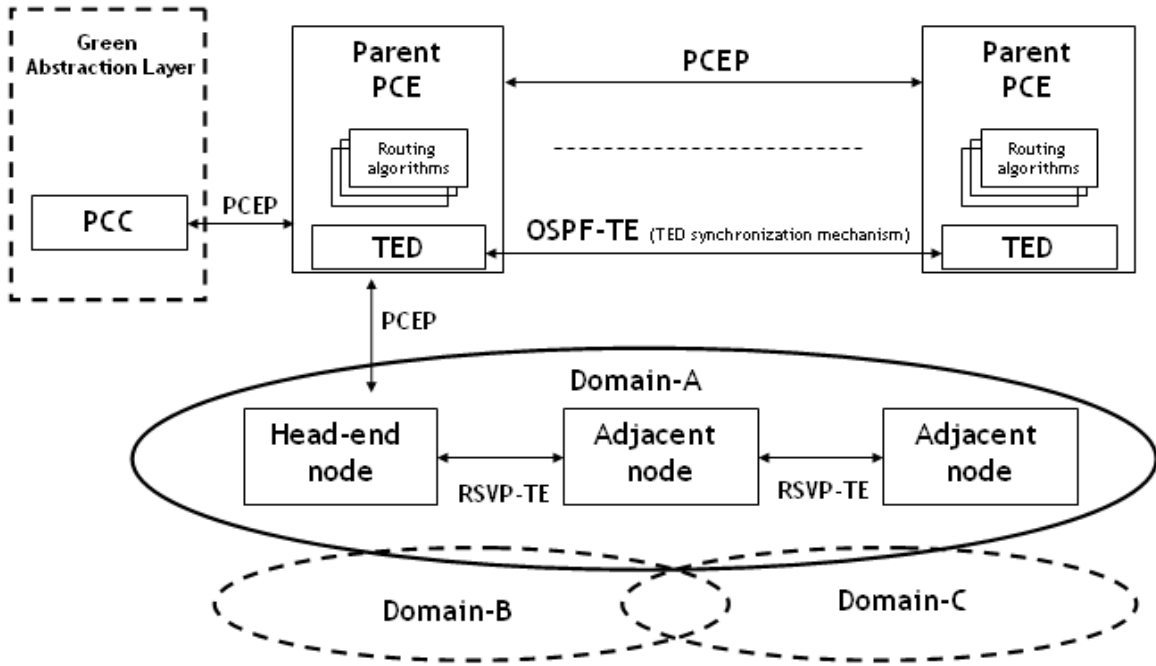 Green
Abstraction Layer
PCC
PCEP
Parent
PCE
Routing
algorithms
TED
PCEP
OSPF-TE (TED synchronization mechanism)
Parent
PCE
Routing
algorithms
TED
PCEP
Domain-A
Head-end
node
RSVP-TE
Adjacent
node
RSVP-TE
Adjacent
node
Domain-B
Domain-C